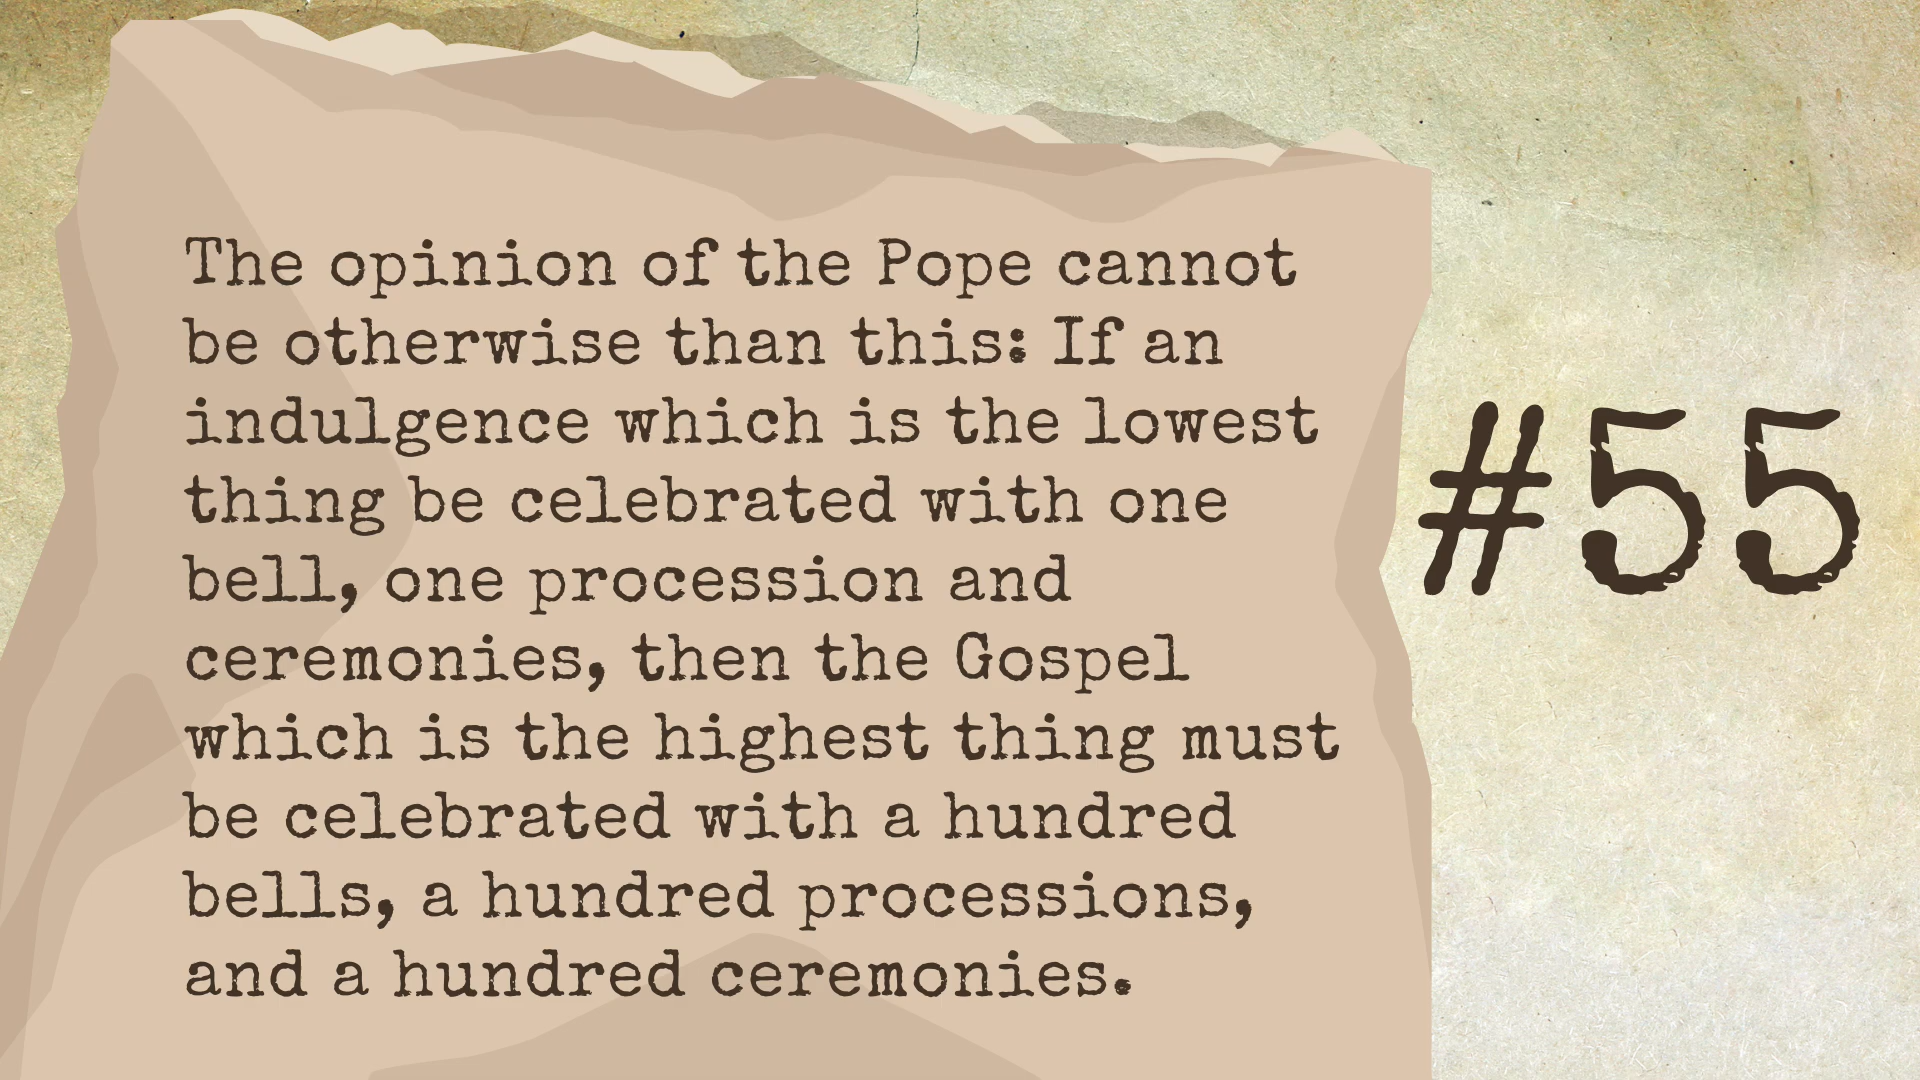 The opinion of the Pope cannot
be otherwise than this: If an
indulgence which is the lowest
thing be celebrated with one
bell, one procession and
ceremonies, then the Gospel
which is the highest thing must
be celebrated with a hundred
bells, a hundred processions,
and a hundred ceremonies.
#55